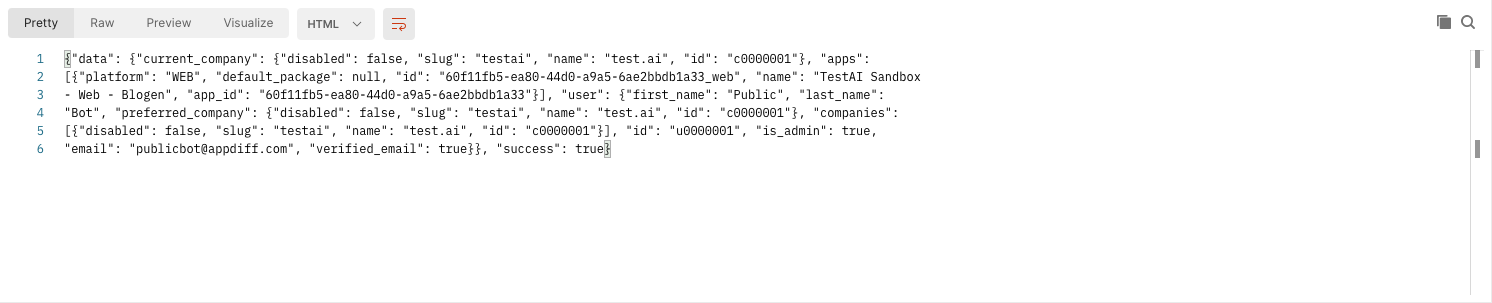 Pretty Raw Preview Visualize HTML
1 {"data": {"current_company": {"disabled": false, "slug": "testai", "name": "test.ai", "id": "c0000001"}, "apps":
2 [{"platform": "WEB", "default_package": null, "id": "60f11fb5-ea80-44d0-a9a5-6ae2bbdb1a33_web", "name": "TestAI Sandbox
3 - Web - Blogen", "app_id": "60f11fb5-ea80-44d0-a9a5-6ae2bbdb1a33"}], "user": {"first_name": "Public", "last_name":
4 "Bot", "preferred_company": {"disabled": false, "slug": "testai", "name": "test.ai", "id": "c0000001"}, "companies":
5 [{"disabled": false, "slug": "testai", "name": "test.ai", "id": "c0000001"}], "id": "u0000001", "is_admin": true,
6 "email": "publicbot@appdiff.com", "verified_email": true}}, "success": true}